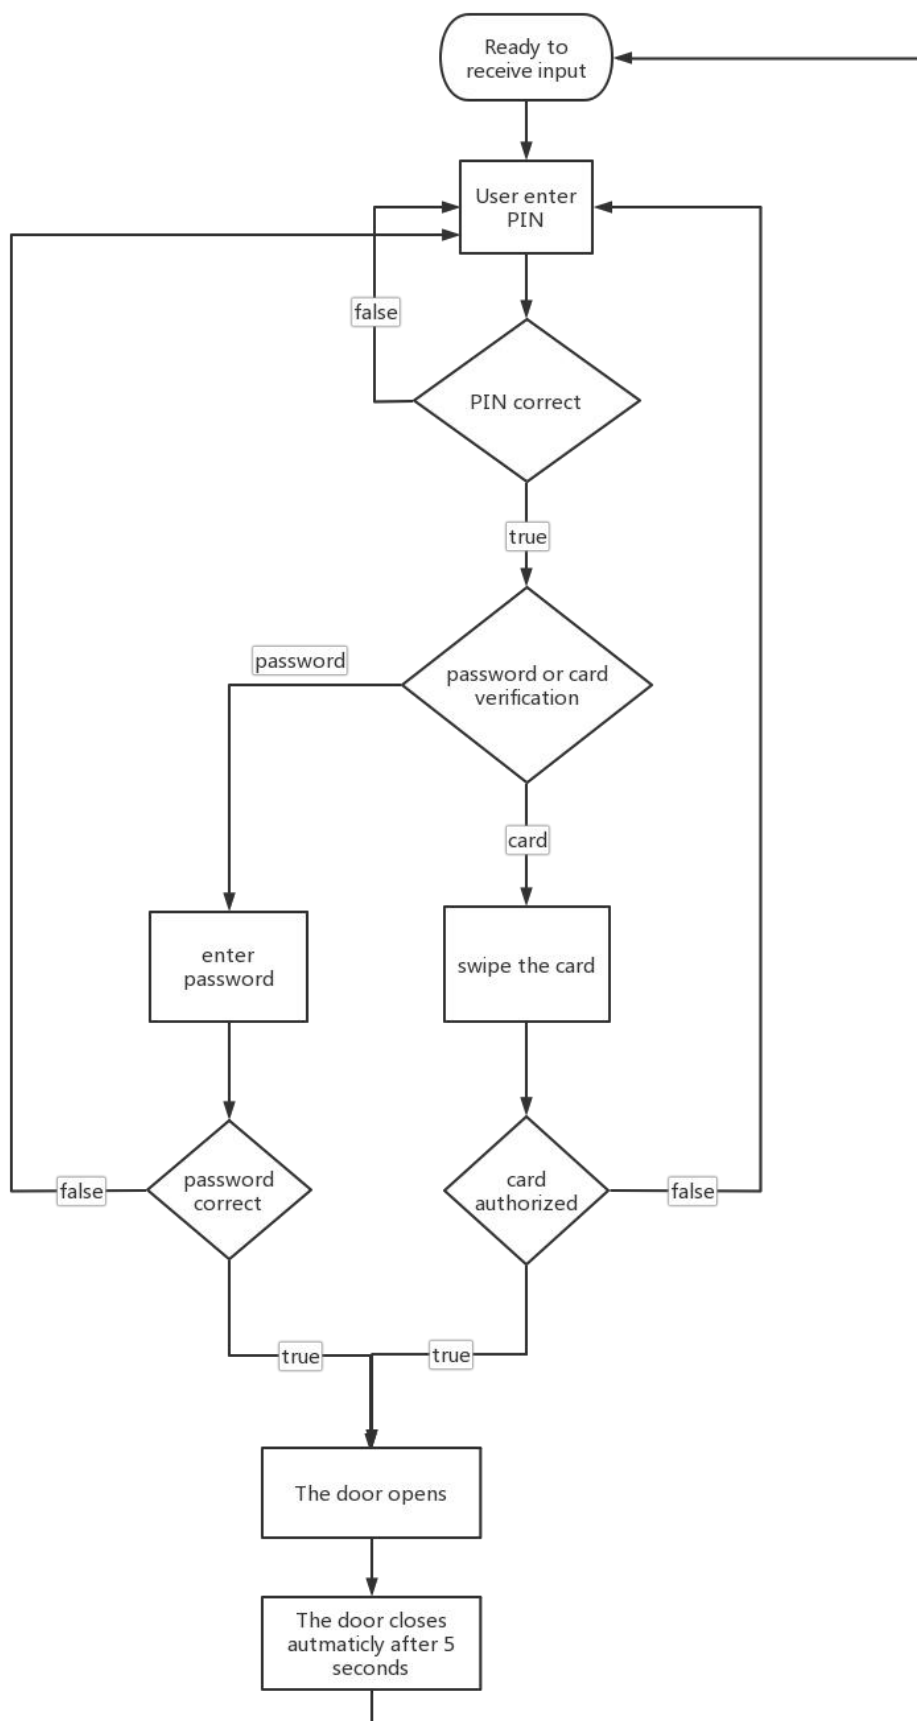 Ready to
receive input
User enter
PIN
false
PIN correct
true
password
password or card
verification
card
enter
password
swipe the card
false
password
correct
card
authorized
false
true
true
The door opens
The door closes
autmaticly after 5
seconds